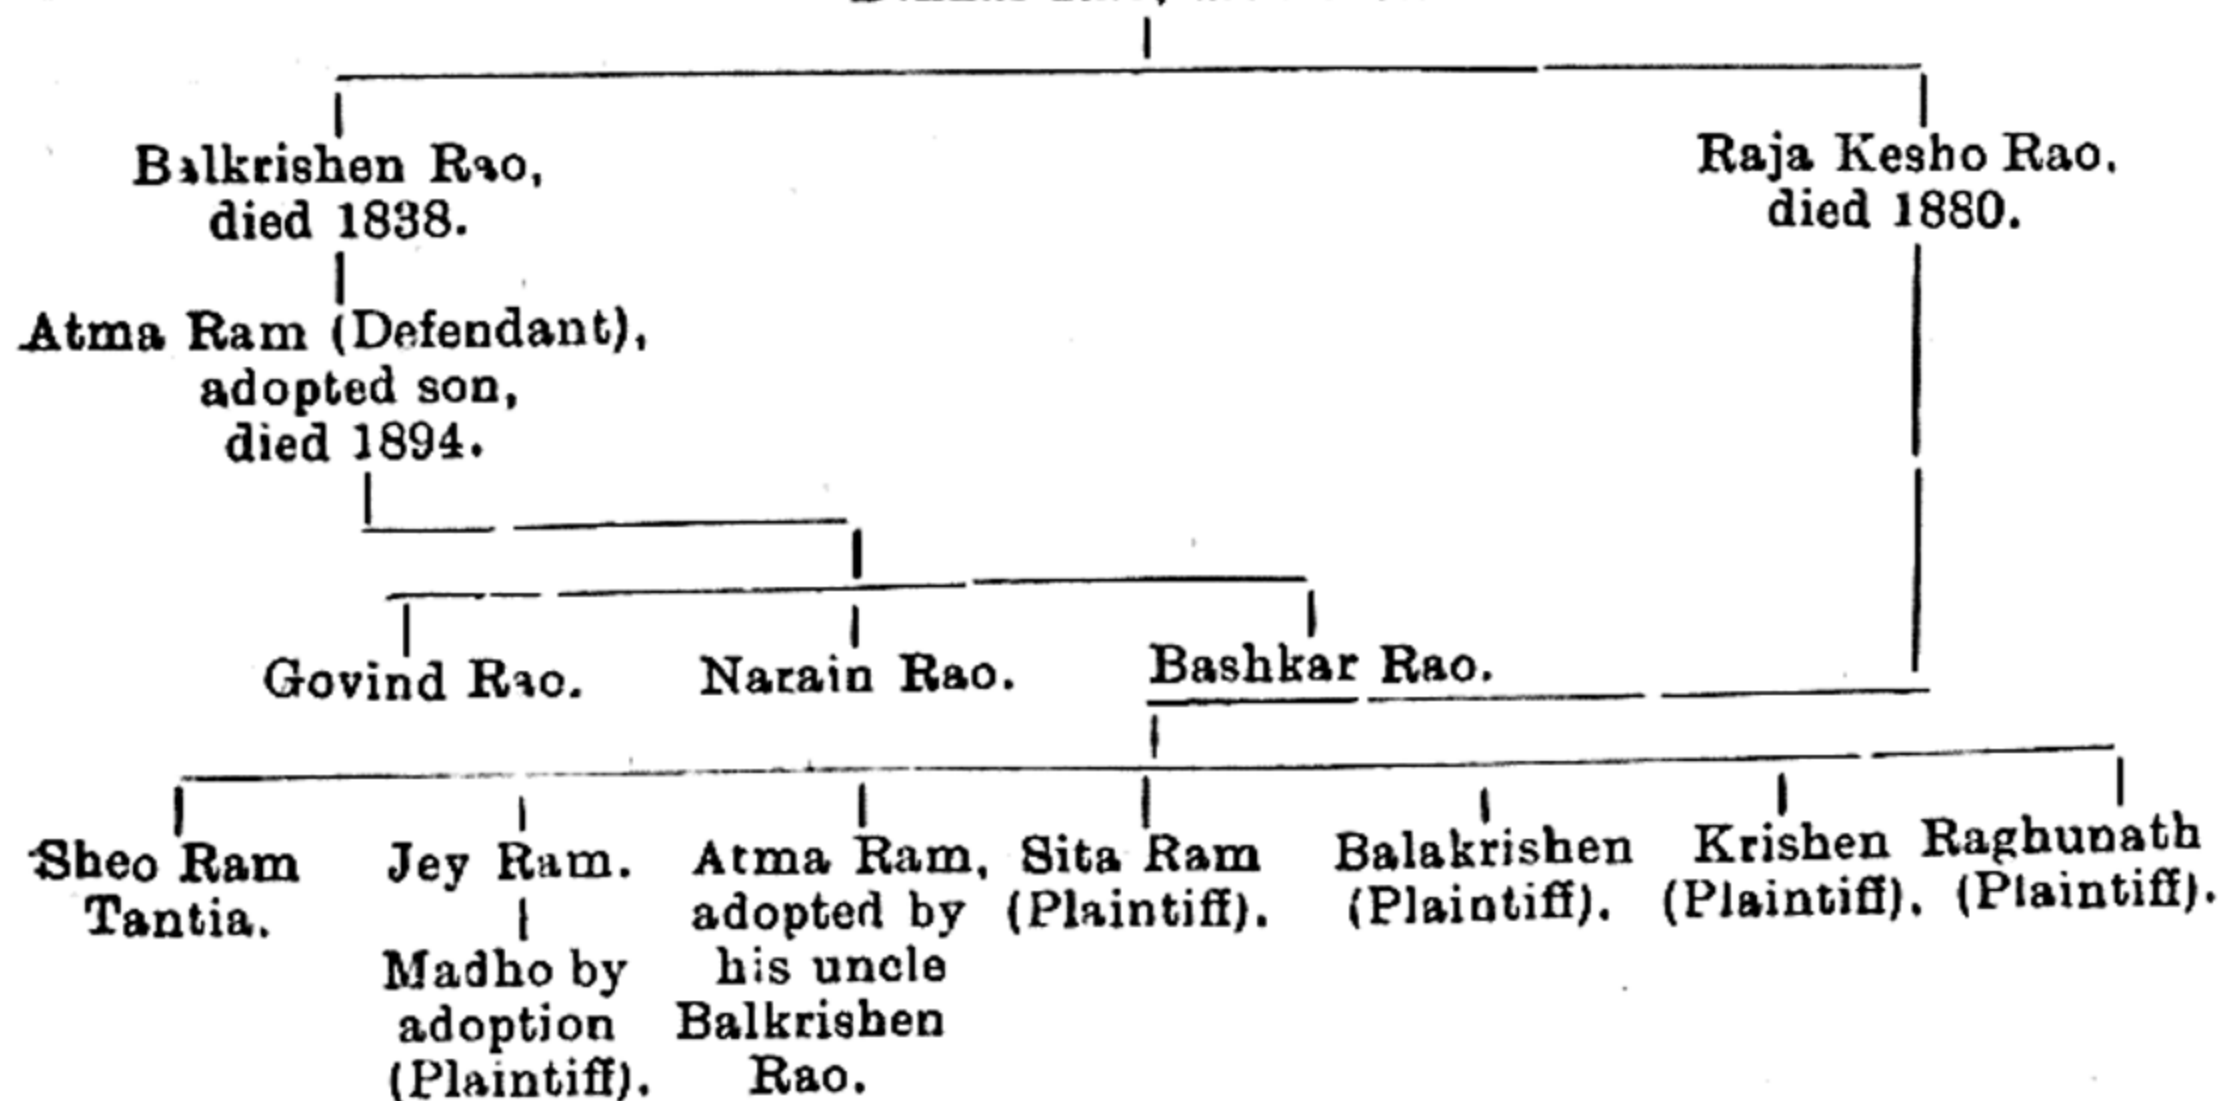 Balkrishen Rao,
died 1838.
Raja Kesho Rao.
died 1880.
Atma Ram (Defendant),
adopted son,
died 1894.
Govind Rao. Narain Rao. Bashkar Rao.
Sheo Ram
Tantia.
Jey Ram.
Madho by
adoption
(Plaintiff).
Atma Ram,
adopted by
his uncle
Balkrishen
Rao.
Sita Ram
(Plaintiff).
Balakrishen
(Plaintiff).
Krishen
(Plaintiff).
Raghunath
(Plaintiff).